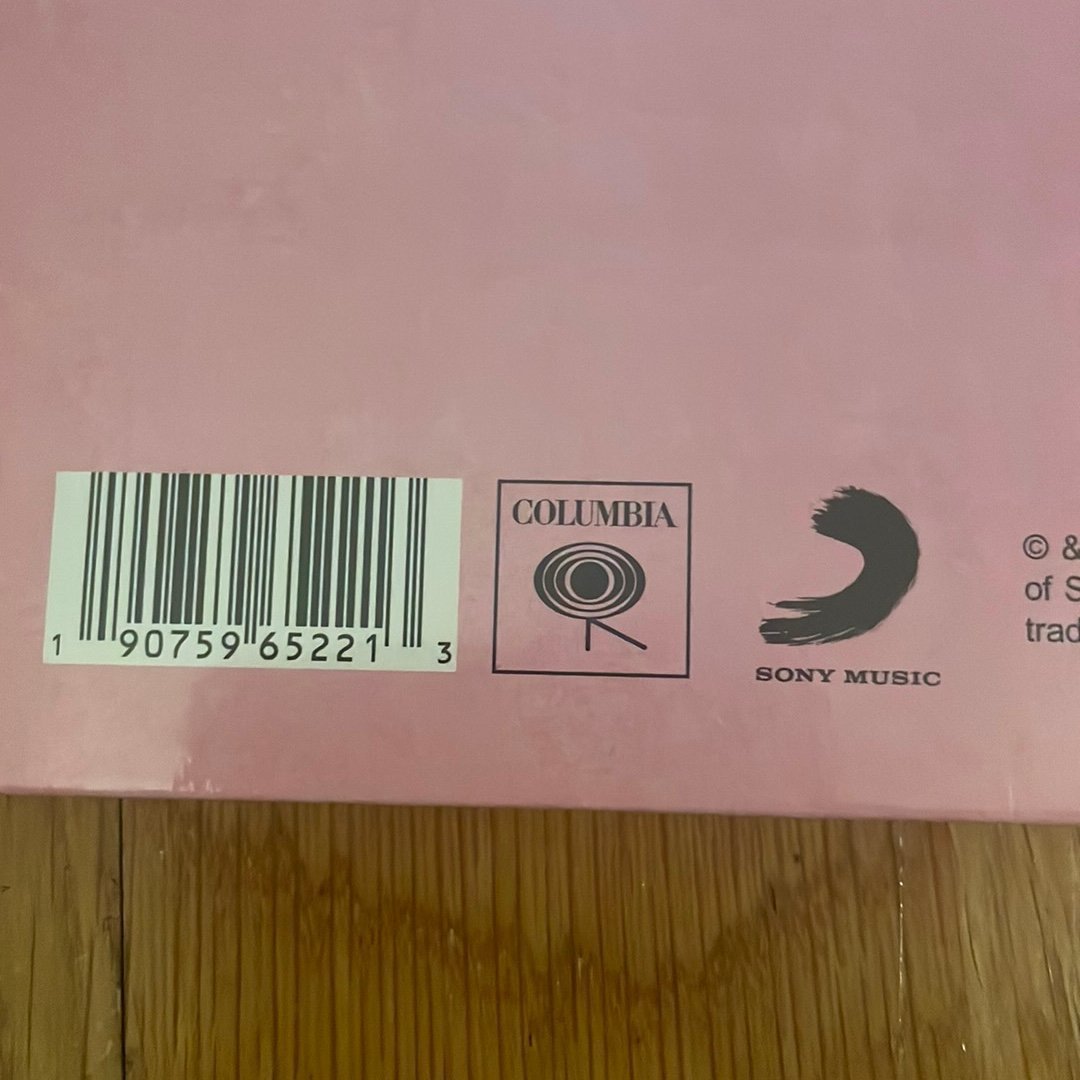 COLUMBIA
1 90759 65221 3
SONY MUSIC
© &
of S
trad